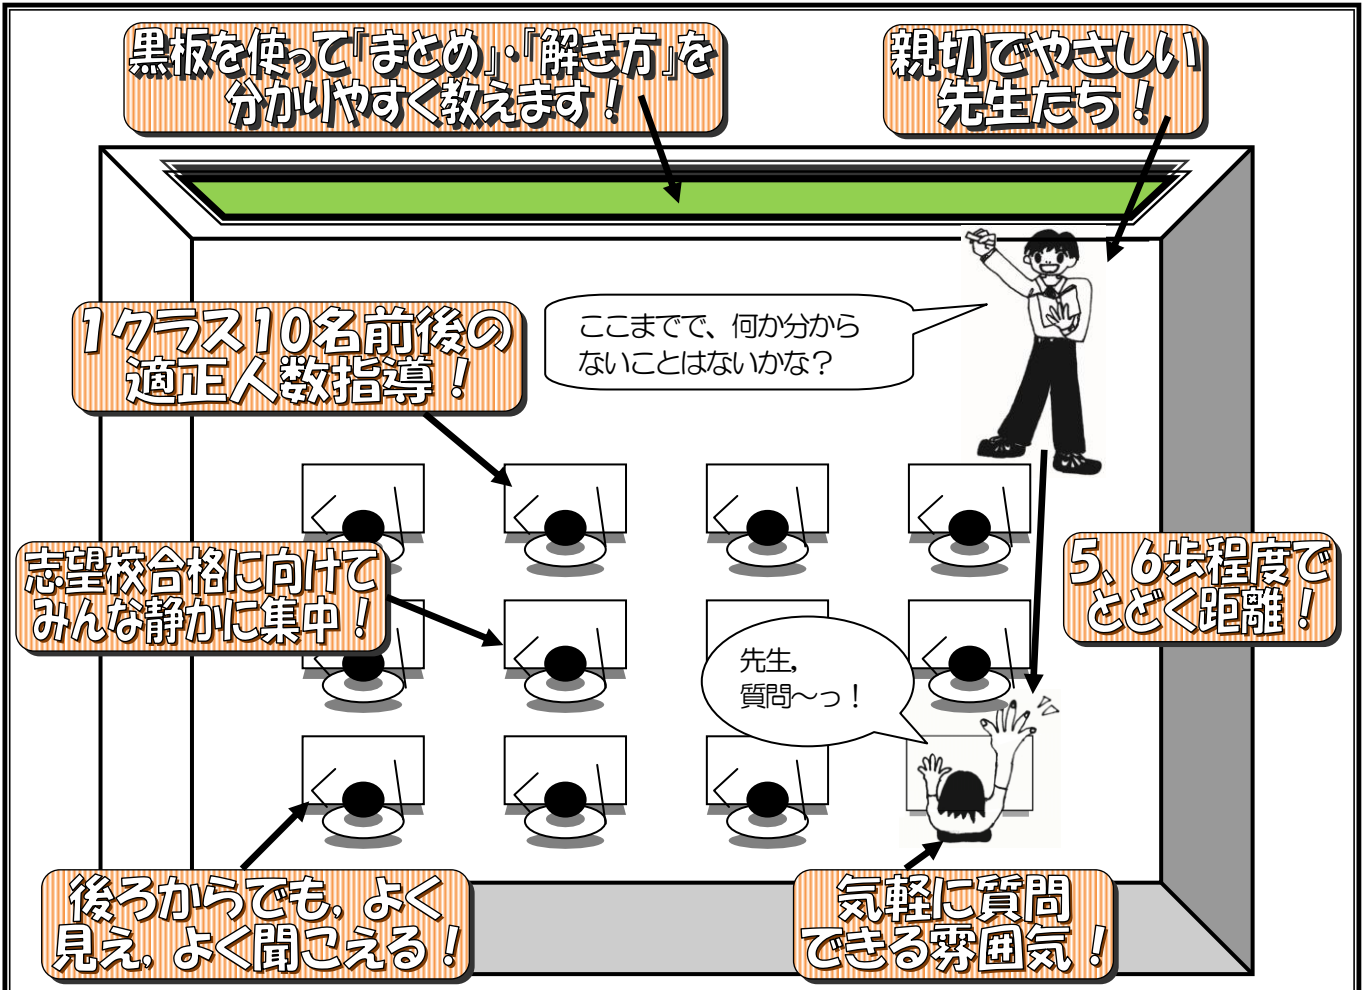 黒板を使って『まとめ』・『解き方』を
分かりやすく教えます！
親切でやさしい
先生たち！
1クラス10名前後の
適正人数指導！
ここまでで、何か分から
ないことはないかな？
志望校合格に向けて
みんな静かに集中！
5、6歩程度で
とどく距離！
先生,
質問～っ！
後ろからでも,よく
見え,よく聞こえる！
気軽に質問
できる雰囲気！